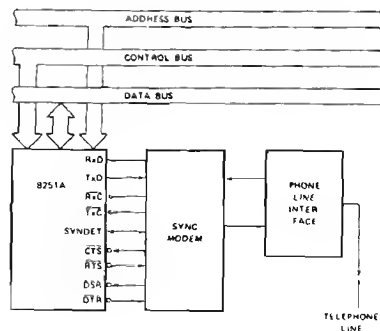 ADDRESS BUS
CONTROL BUS
DATA BUS
8251A
RxD
TxD
RxC
TxC
SYNDET
CTS
RTS
DSR
DTR
SYNC
MODEM
PHONE
LINE
INTER
FACE
TELEPHONE
LINE